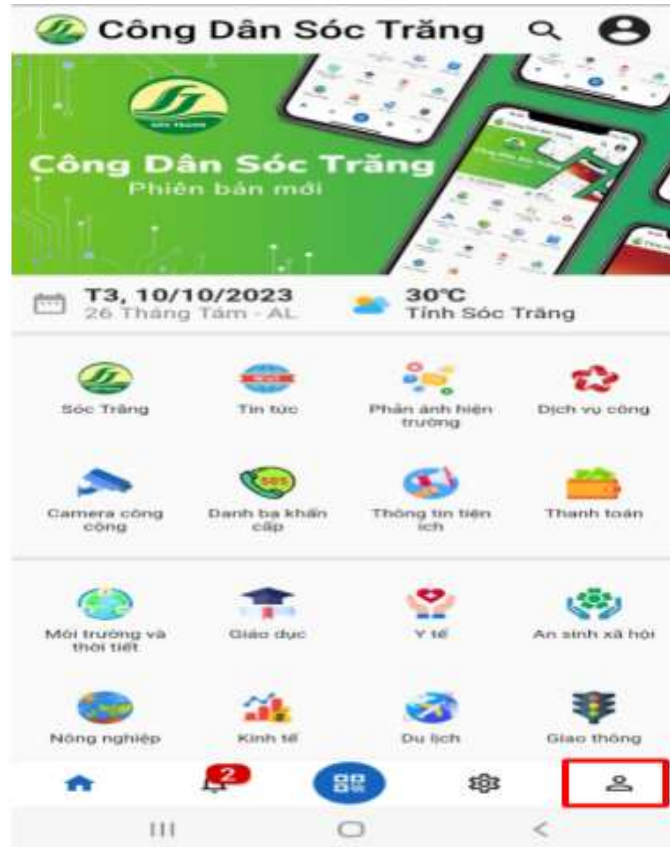 Công Dân Sóc Trăng
SÓC TRĂNG
Công Dân Sóc Trăng
Phiên bản mới
T3, 10/10/2023
26 Tháng Tám - AL
30°C
Tỉnh Sóc Trăng
Sóc Trăng
Tin tức
Phản ánh hiện
trường
Dịch vụ công
Camera công
cộng
Danh bạ khẩn
cấp
Thông tin tiện
ích
Thanh toán
Môi trường và
thời tiết
Giáo dục
Y tế
An sinh xã hội
Nông nghiệp
Kinh tế
Du lịch
Giao thông
2